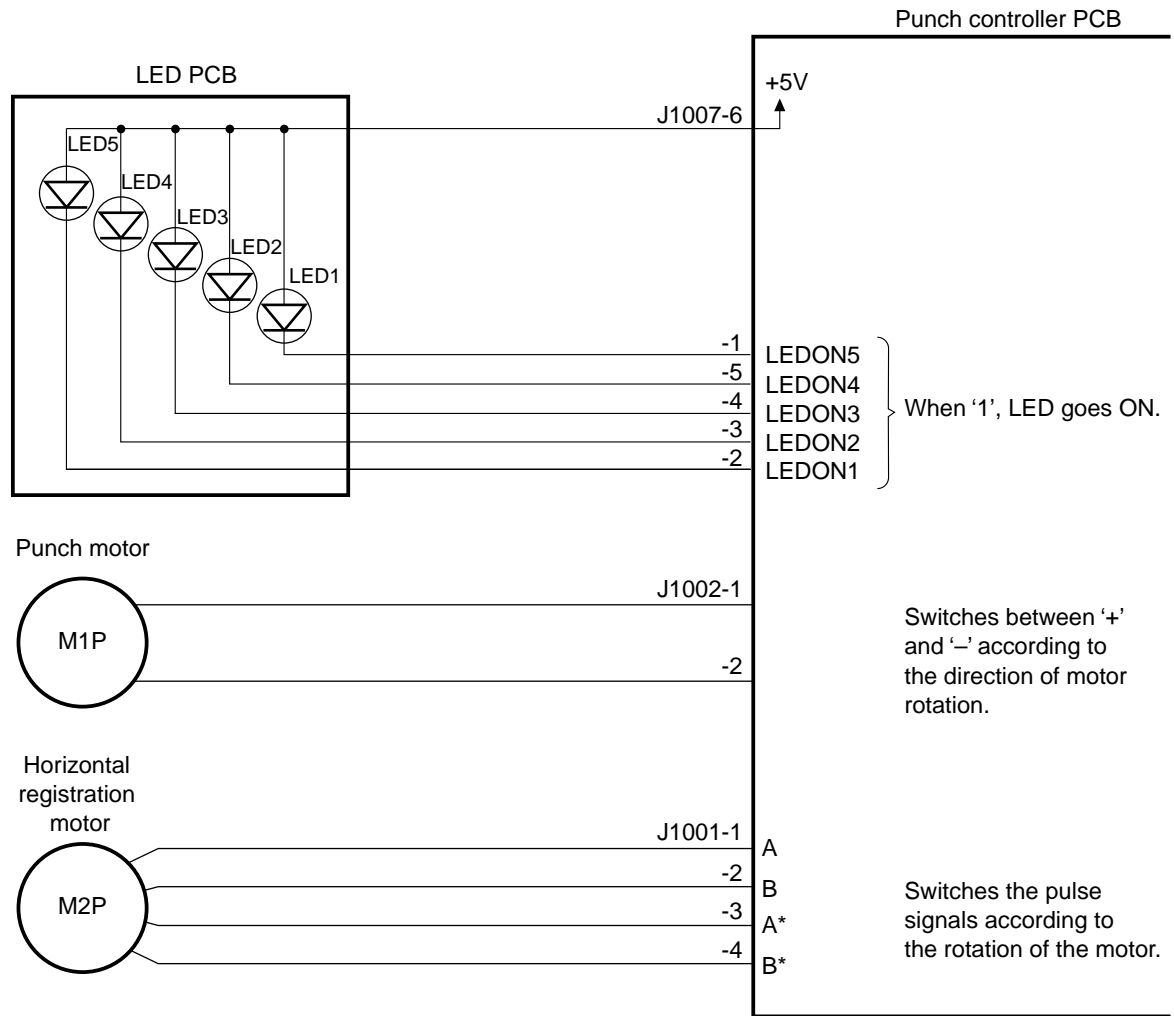 Punch controller PCB
LED PCB
+5V
J1007-6
LED5
LED4
LED3
LED2
LED1
-1 LEDON5
-5 LEDON4
-4 LEDON3
-3 LEDON2
-2 LEDON1
When ‘1’, LED goes ON.
Punch motor
M1P
J1002-1
-2
Switches between ‘+’
and ‘–’ according to
the direction of motor
rotation.
Horizontal
registration
motor
M2P
J1001-1 A
-2 B
-3 A*
-4 B*
Switches the pulse
signals according to
the rotation of the motor.